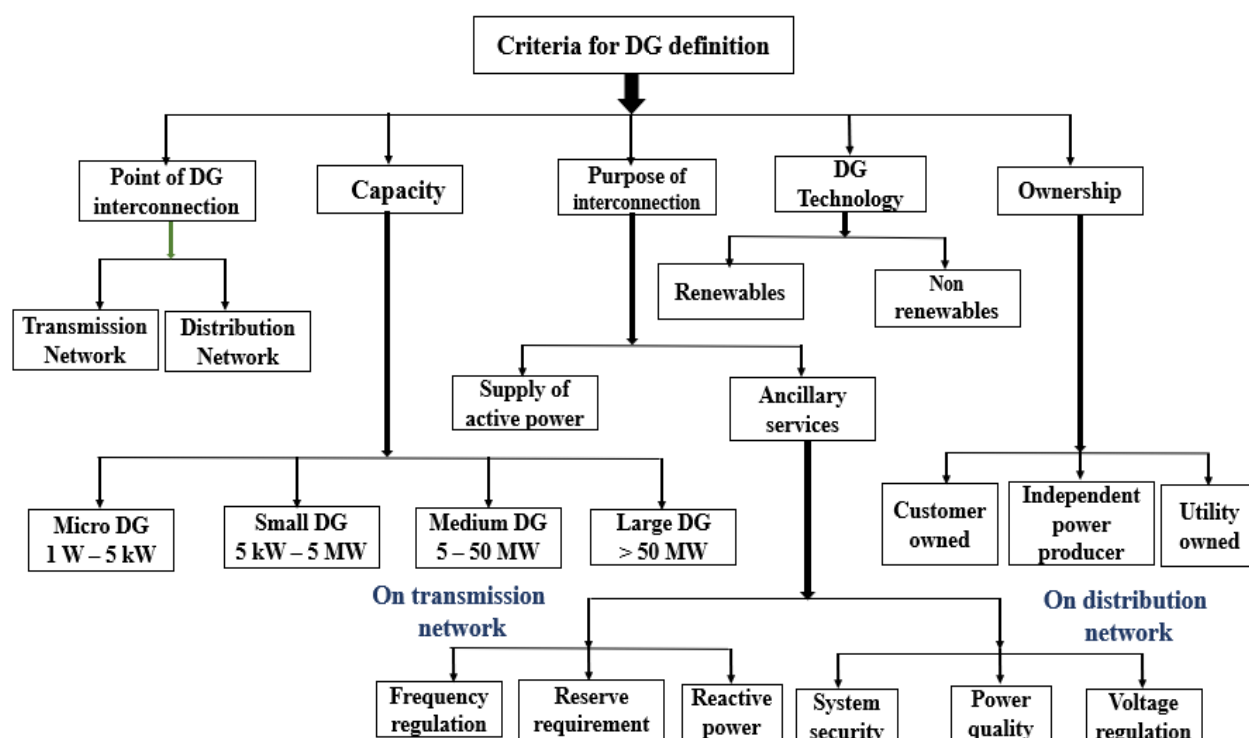 Criteria for DG definition
Point of DG
interconnection
Capacity
Purpose of
interconnection
DG
Technology
Ownership
Renewables
Non
renewables
Transmission
Network
Distribution
Network
Supply of
active power
Ancillary
services
Micro DG
1 W – 5 kW
Small DG
5 kW – 5 MW
Medium DG
5 – 50 MW
Large DG
> 50 MW
Customer
owned
Independent
power
producer
Utility
owned
On transmission
network
On distribution
network
Frequency
regulation
Reserve
requirement
Reactive
power
System
security
Power
quality
Voltage
regulation